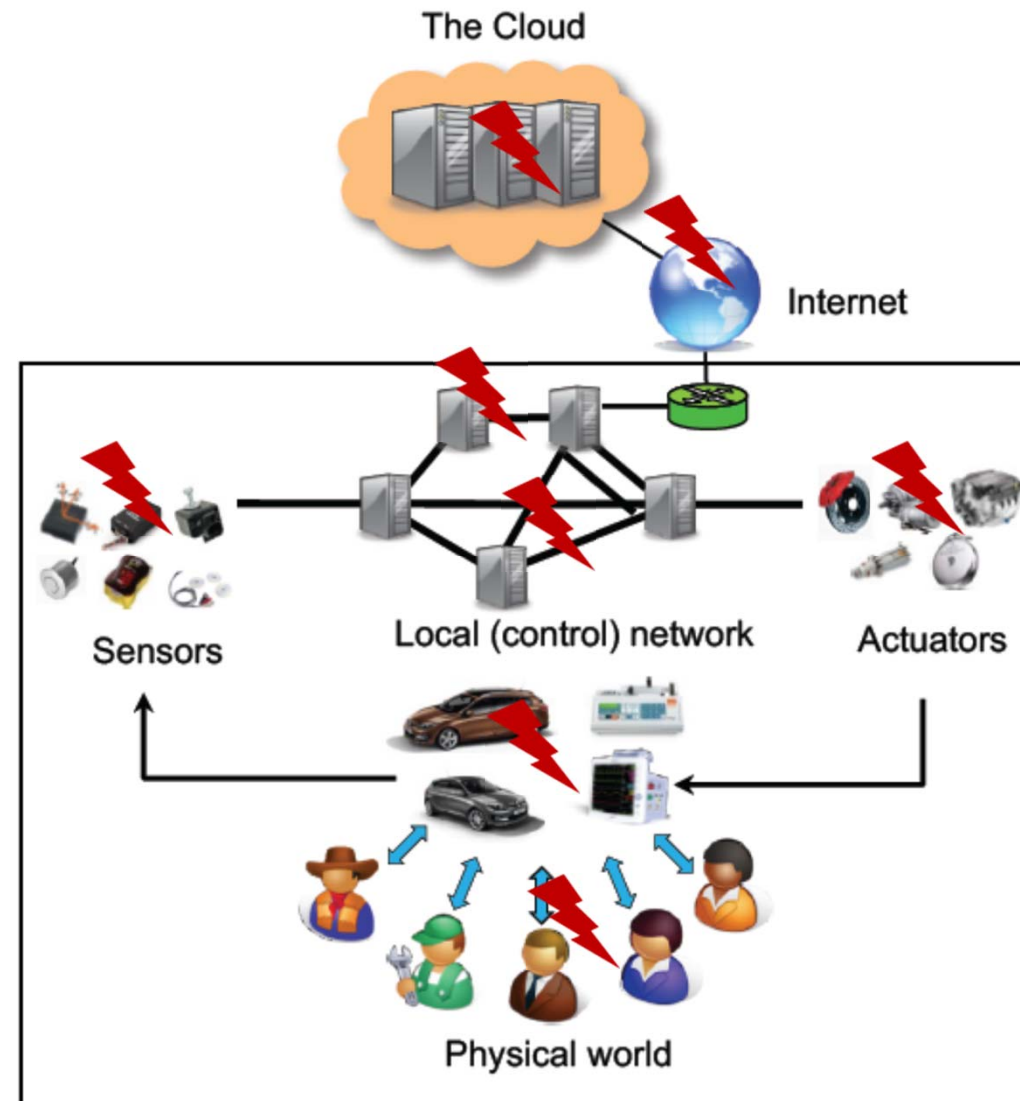 The Cloud
Internet
Sensors
Local (control) network
Actuators
Physical world